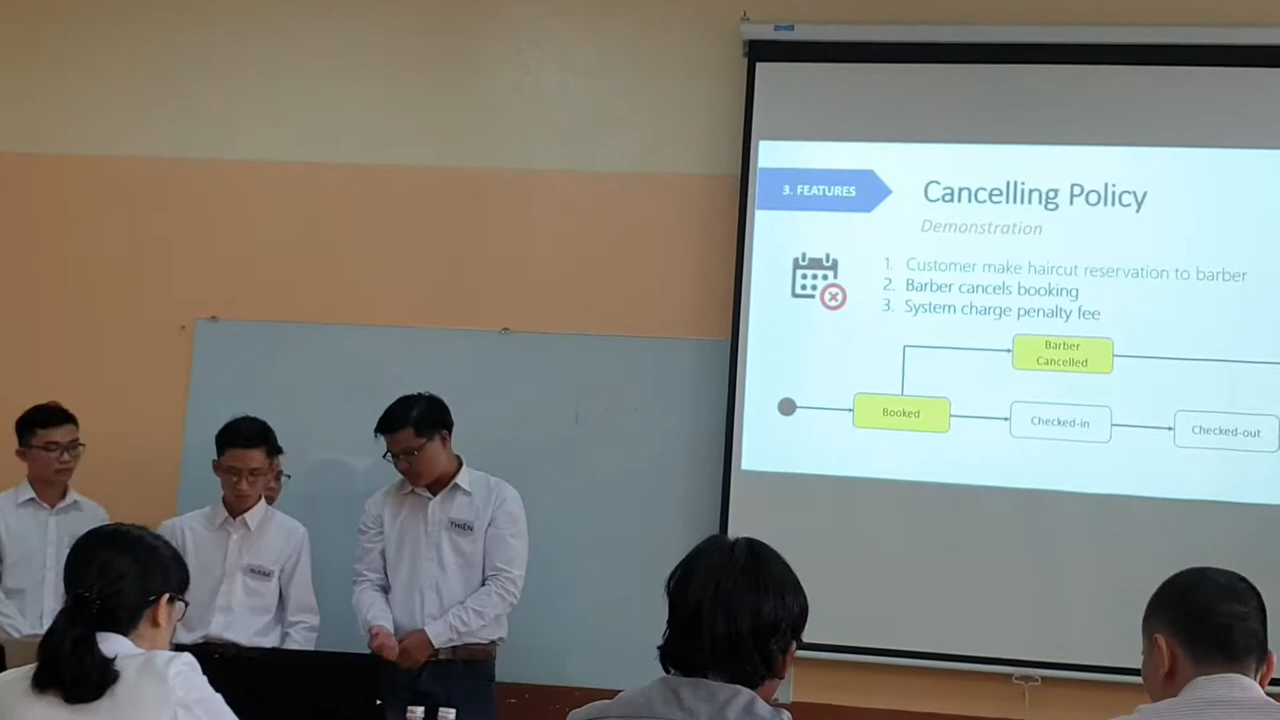 3. FEATURES
Cancelling Policy
Demonstration
1. Customer make haircut reservation to barber
2. Barber cancels booking
3. System charge penalty fee
Barber
Cancelled
Booked
Checked-in
Checked-out
THIỆN